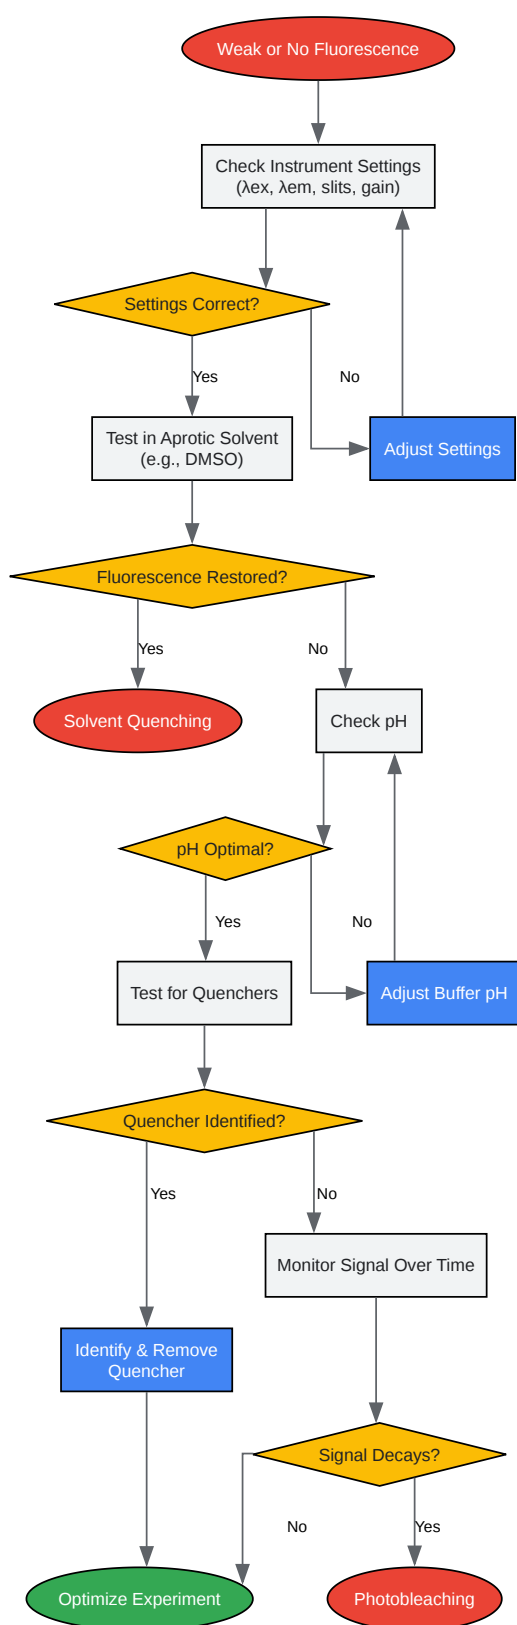 Weak or No Fluorescence
Check Instrument Settings
(λex, λem, slits, gain)
Settings Correct?
Yes
No
Test in Aprotic Solvent
(e.g., DMSO)
Adjust Settings
Fluorescence Restored?
Yes
No
Solvent Quenching
Check pH
pH Optimal?
Yes
No
Test for Quenchers
Adjust Buffer pH
Quencher Identified?
Yes
No
Monitor Signal Over Time
Identify & Remove
Quencher
Signal Decays?
No
Yes
Optimize Experiment
Photobleaching